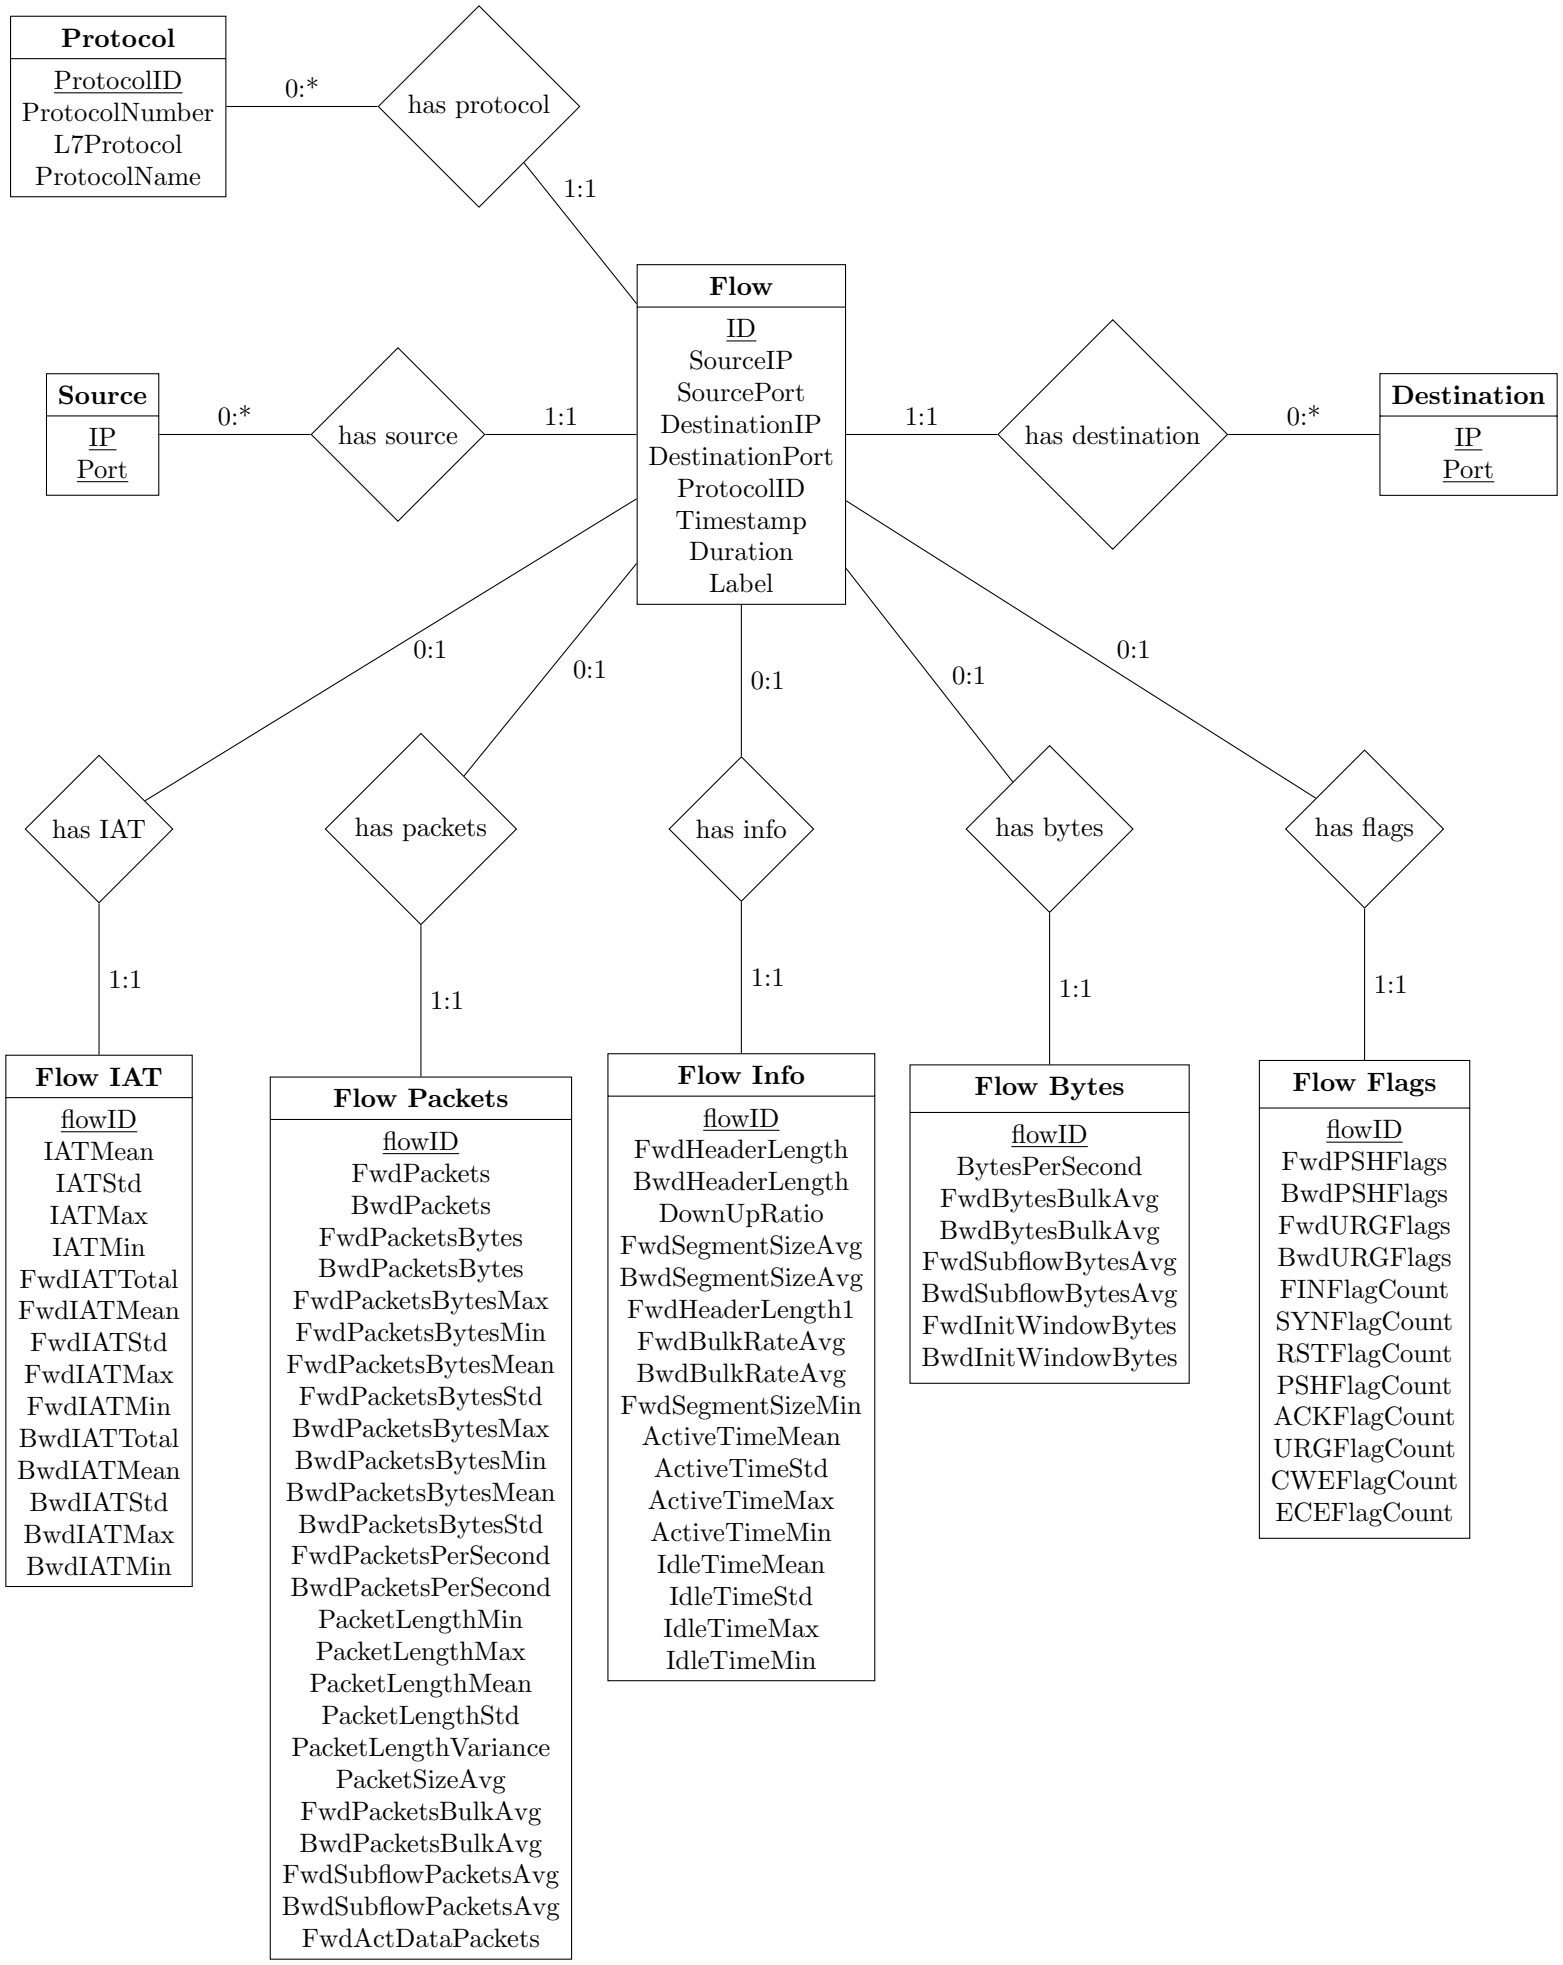 Protocol
ProtocolID
ProtocolNumber
L7Protocol
ProtocolName
0:*
has protocol
1:1
Flow
ID
SourceIP
SourcePort
DestinationIP
DestinationPort
ProtocolID
Timestamp
Duration
Label
Source
IP
Port
0:*
has source
1:1
1:1
has destination
0:*
Destination
IP
Port
0:1
0:1
0:1
0:1
0:1
has IAT
has packets
has info
has bytes
has flags
1:1
1:1
1:1
1:1
1:1
Flow IAT
flowID
IATMean
IATStd
IATMax
IATMin
FwdIATTotal
FwdIATMean
FwdIATStd
FwdIATMax
FwdIATMin
BwdIATTotal
BwdIATMean
BwdIATStd
BwdIATMax
BwdIATMin
Flow Packets
flowID
FwdPackets
BwdPackets
FwdPacketsBytes
BwdPacketsBytes
FwdPacketsBytesMax
FwdPacketsBytesMin
FwdPacketsBytesMean
FwdPacketsBytesStd
BwdPacketsBytesMax
BwdPacketsBytesMin
BwdPacketsBytesMean
BwdPacketsBytesStd
FwdPacketsPerSecond
BwdPacketsPerSecond
PacketLengthMin
PacketLengthMax
PacketLengthMean
PacketLengthStd
PacketLengthVariance
PacketSizeAvg
FwdPacketsBulkAvg
BwdPacketsBulkAvg
FwdSubflowPacketsAvg
BwdSubflowPacketsAvg
FwdActDataPackets
Flow Info
flowID
FwdHeaderLength
BwdHeaderLength
DownUpRatio
FwdSegmentSizeAvg
BwdSegmentSizeAvg
FwdHeaderLength1
FwdBulkRateAvg
BwdBulkRateAvg
FwdSegmentSizeMin
ActiveTimeMean
ActiveTimeStd
ActiveTimeMax
ActiveTimeMin
IdleTimeMean
IdleTimeStd
IdleTimeMax
IdleTimeMin
Flow Bytes
flowID
BytesPerSecond
FwdBytesBulkAvg
BwdBytesBulkAvg
FwdSubflowBytesAvg
BwdSubflowBytesAvg
FwdInitWindowBytes
BwdInitWindowBytes
Flow Flags
flowID
FwdPSHFlags
BwdPSHFlags
FwdURGFlags
BwdURGFlags
FINFlagCount
SYNFlagCount
RSTFlagCount
PSHFlagCount
ACKFlagCount
URGFlagCount
CWEFlagCount
ECEFlagCount